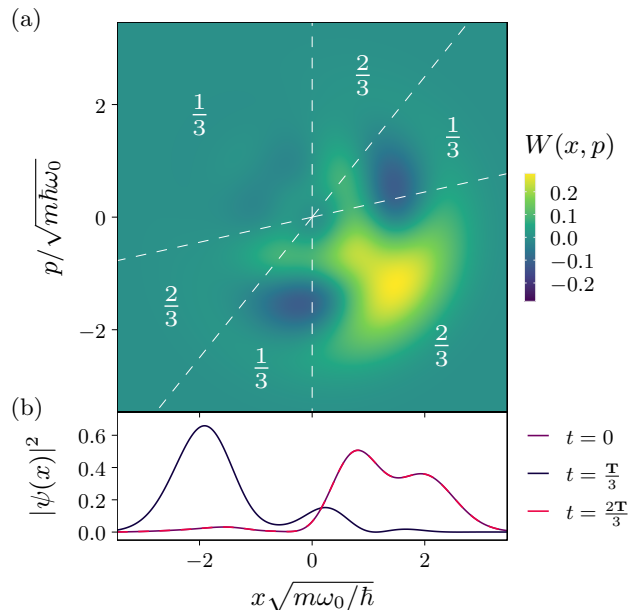 (a)
2
0
−2
p/√mħω₀
1/3
2/3
1/3
2/3
1/3
2/3
W(x, p)
0.2
0.1
0.0
−0.1
−0.2
(b)
0.6
0.4
0.2
0.0
|ψ(x)|²
−2
0
2
x√mω₀/ħ
t = 0
t = T/3
t = 2T/3